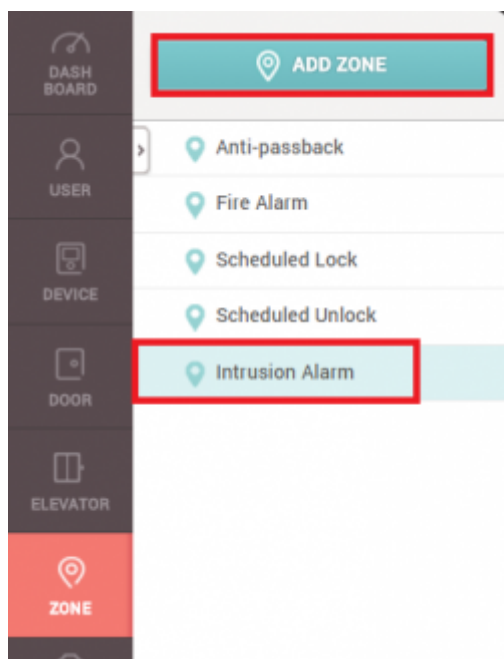 DASH
BOARD
USER
DEVICE
DOOR
ELEVATOR
ZONE
ADD ZONE
Anti-passback
Fire Alarm
Scheduled Lock
Scheduled Unlock
Intrusion Alarm